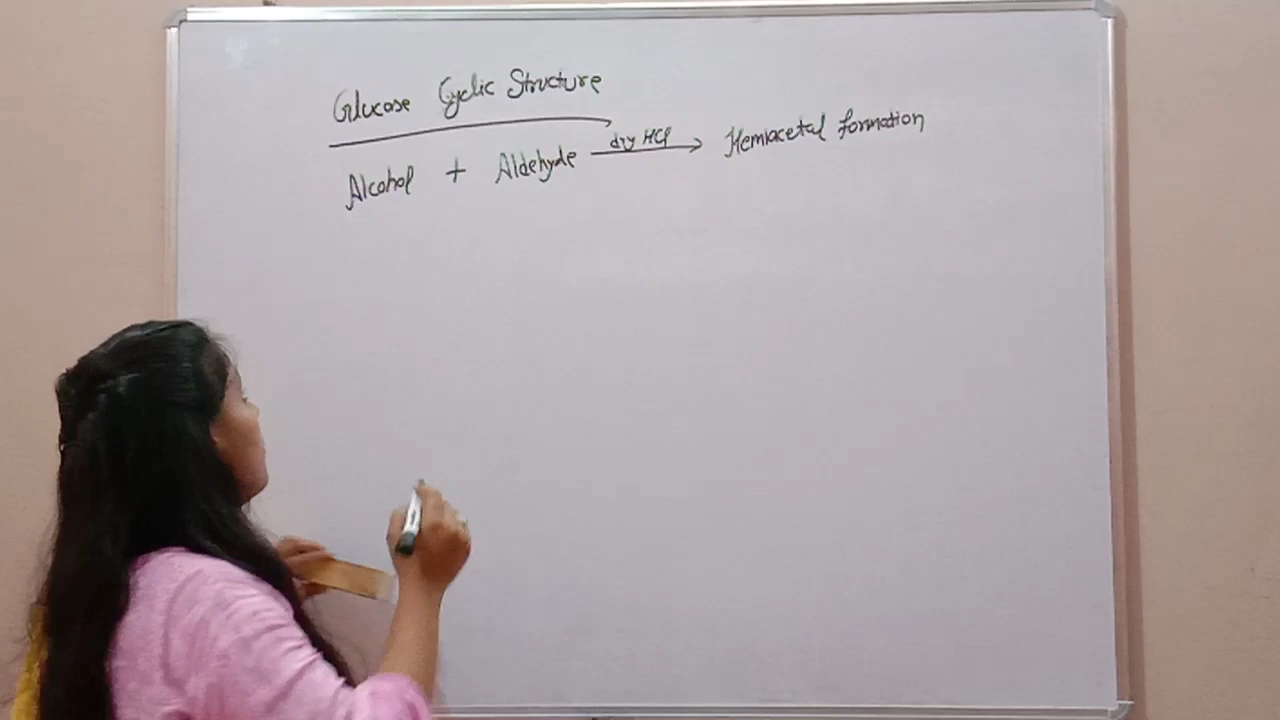 Glucose Cyclic Structure
Alcohol + Aldehyde dry HCl → Hemiacetal formation